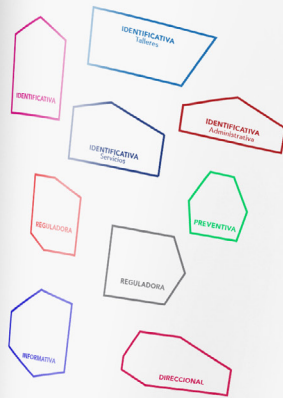 IDENTIFICATIVA
Talleres
IDENTIFICATIVA
IDENTIFICATIVA
Administrativa
IDENTIFICATIVA
Servicios
REGULADORA
PREVENTIVA
REGULADORA
INFORMATIVA
DIRECCIONAL